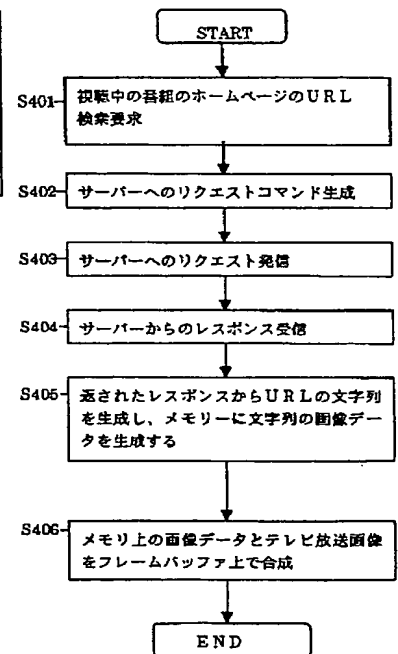 START
S401
視聴中の番組のホームページのURL
検索要求
S402
サーバーへのリクエストコマンド生成
S403
サーバーへのリクエスト発信
S404
サーバーからのレスポンス受信
S405
返されたレスポンスからURLの文字列
を生成し、メモリーに文字列の画像デー
タを生成する
S406
メモリ上の画像データとテレビ放送画像
をフレームバッファ上で合成
END